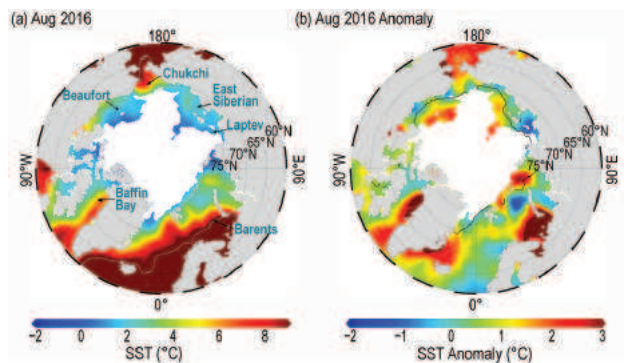 (a) Aug 2016
(b) Aug 2016 Anomaly
180°
180°
Chukchi
Beaufort
East
Siberian
Laptev
60°N
65°N
70°N
75°N
60°N
65°N
70°N
75°N
90°W
90°E
90°W
90°E
Baffin
Bay
Barents
0°
0°
−2 0 2 4 6 8
−2 −1 0 1 2 3
SST (°C)
SST Anomaly (°C)